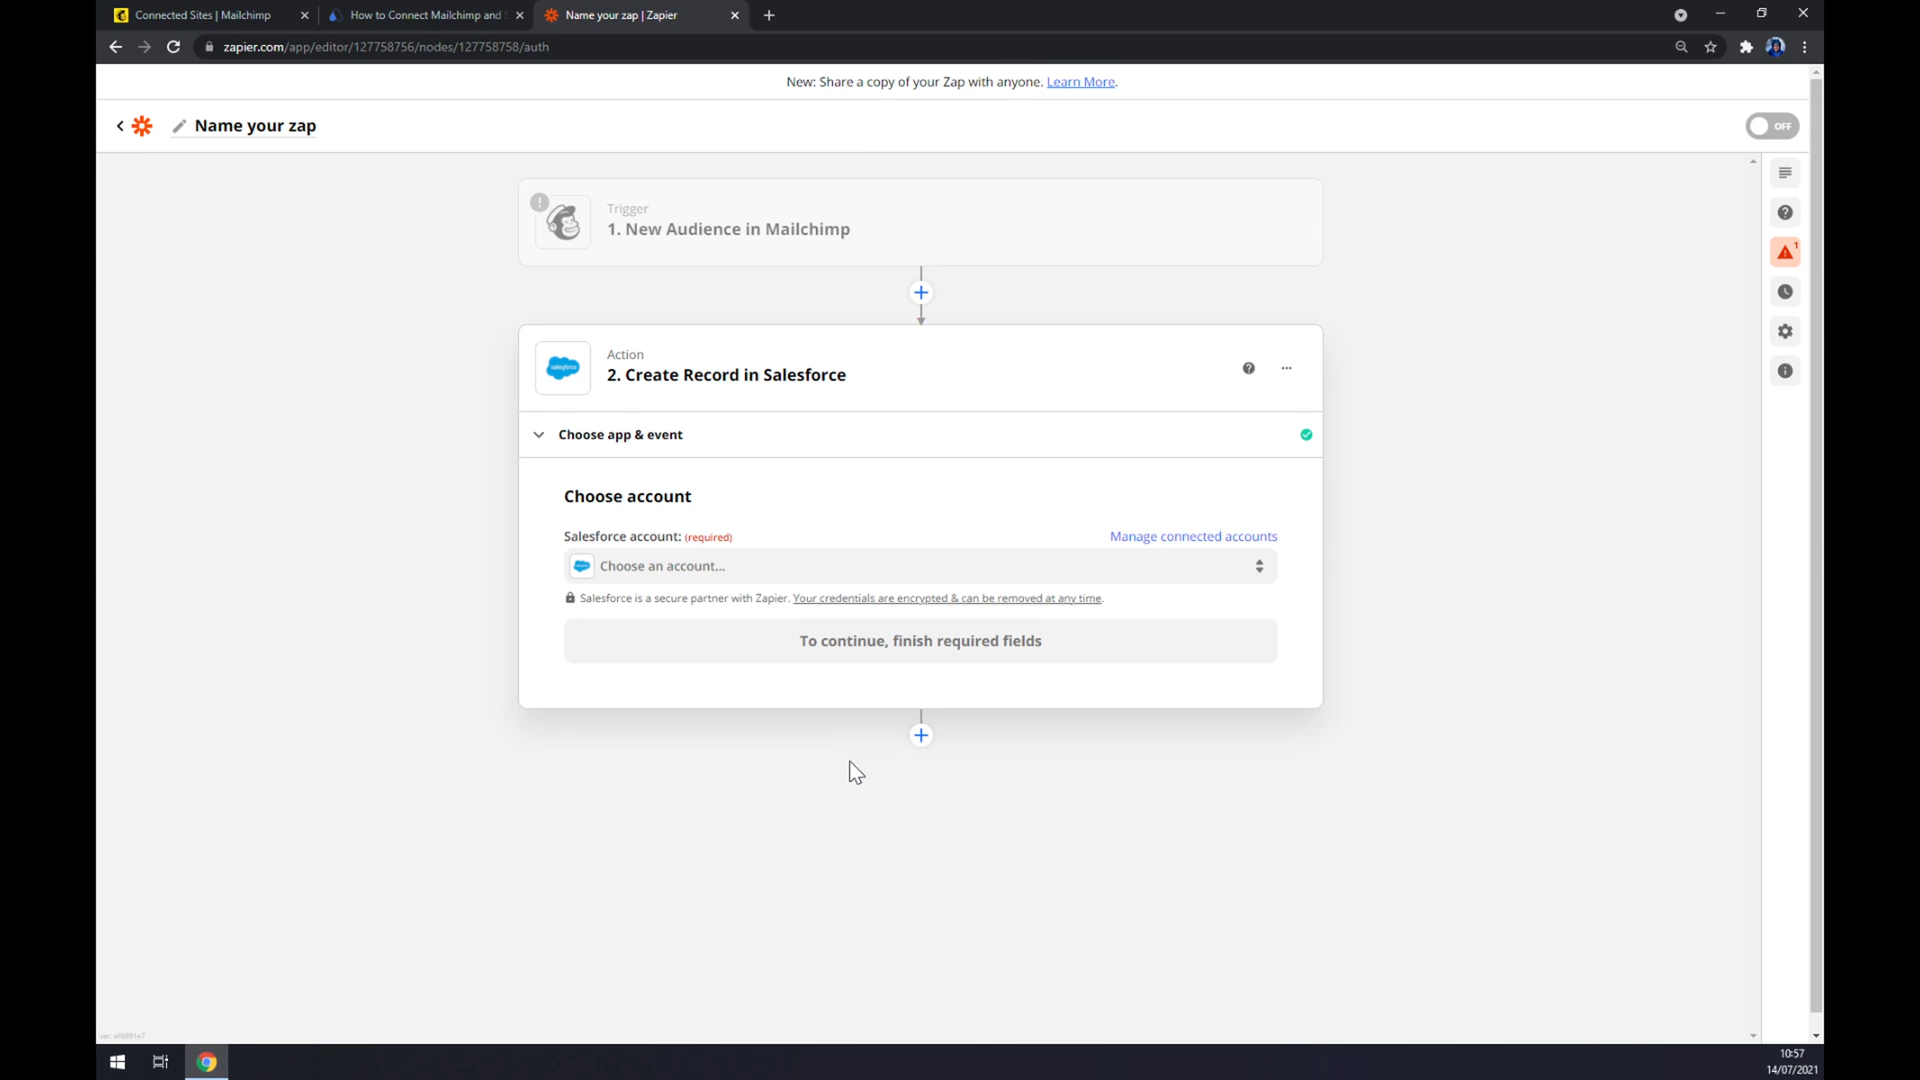 Connected Sites | Mailchimp
How to Connect Mailchimp and
Name your zap | Zapier
zapier.com/app/editor/127758756/nodes/127758758/auth
New: Share a copy of your Zap with anyone. Learn More.
Name your zap
OFF
Trigger
1. New Audience in Mailchimp
1
Action
2. Create Record in Salesforce
Choose app & event
Choose account
Salesforce account: (required)
Manage connected accounts
Choose an account...
Salesforce is a secure partner with Zapier. Your credentials are encrypted & can be removed at any time.
To continue, finish required fields
10:57
14/07/2021